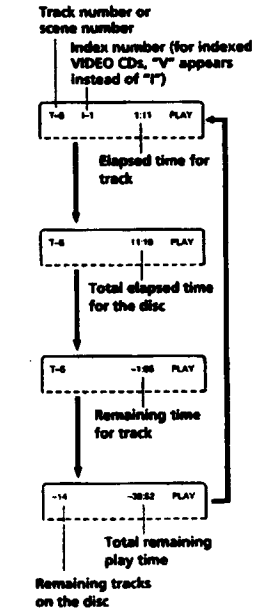 Track number or
scene number
Index number (for indexed
VIDEO CDs, "V" appears
instead of "I")
T-6 I-1 1:11 PLAY
Elapsed time for
track
T-6 11:10 PLAY
Total elapsed time
for the disc
T-6 PLAY
Remaining time
for track
-14 -38:52 PLAY
Total remaining
play time
Remaining tracks
on the disc